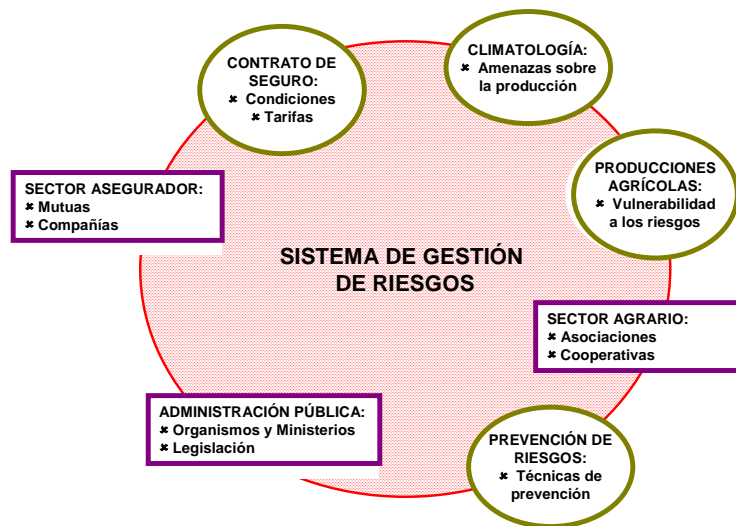 CONTRATO DE
SEGURO:
✖ Condiciones
✖ Tarifas
CLIMATOLOGÍA:
✖ Amenazas sobre
la producción
PRODUCCIONES
AGRÍCOLAS:
✖ Vulnerabilidad
a los riesgos
SECTOR ASEGURADOR:
✖ Mutuas
✖ Compañías
SISTEMA DE GESTIÓN
DE RIESGOS
SECTOR AGRARIO:
✖ Asociaciones
✖ Cooperativas
ADMINISTRACIÓN PÚBLICA:
✖ Organismos y Ministerios
✖ Legislación
PREVENCIÓN DE
RIESGOS:
✖ Técnicas de
prevención